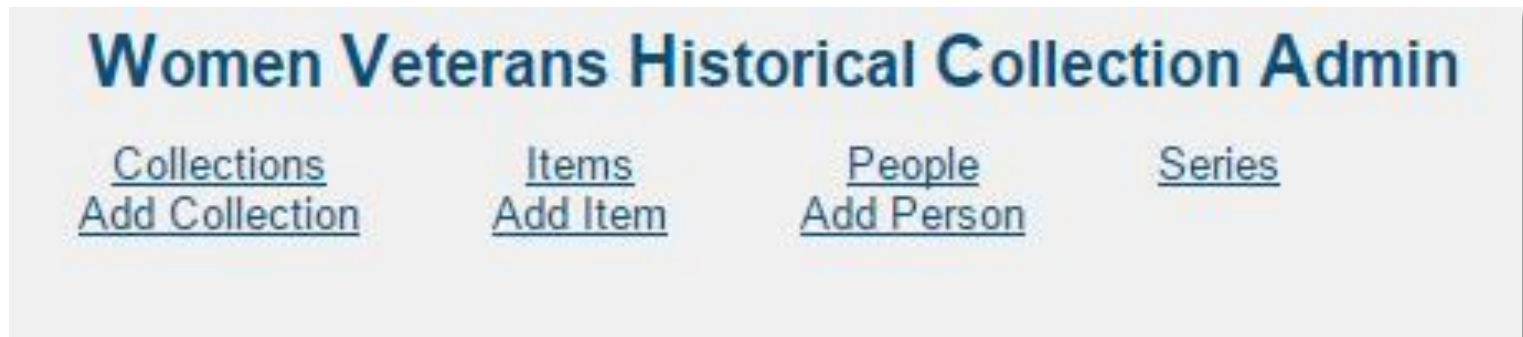 Women Veterans Historical Collection Admin
Collections Items People Series
Add Collection Add Item Add Person